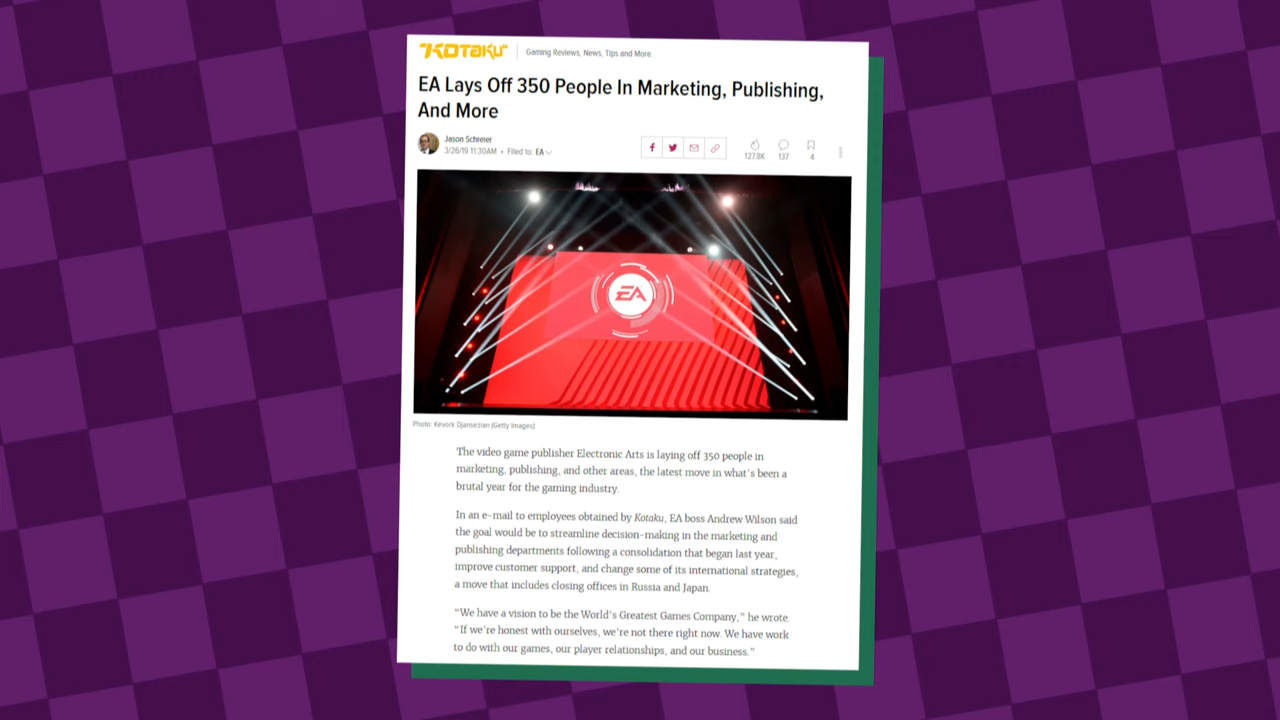 KOTAKU
Gaming Reviews, News, Tips and More.
EA Lays Off 350 People In Marketing, Publishing,
And More
Jason Schreier
3/26/19 11:30AM • Filed to: EA
127.8K 137 4
EA
Photo: Kevork Djansezian (Getty Images)
The video game publisher Electronic Arts is laying off 350 people in
marketing, publishing, and other areas, the latest move in what's been a
brutal year for the gaming industry.
In an e-mail to employees obtained by Kotaku, EA boss Andrew Wilson said
the goal would be to streamline decision-making in the marketing and
publishing departments following a consolidation that began last year,
improve customer support, and change some of its international strategies,
a move that includes closing offices in Russia and Japan.
“We have a vision to be the World's Greatest Games Company,” he wrote.
“If we're honest with ourselves, we're not there right now. We have work
to do with our games, our player relationships, and our business.”